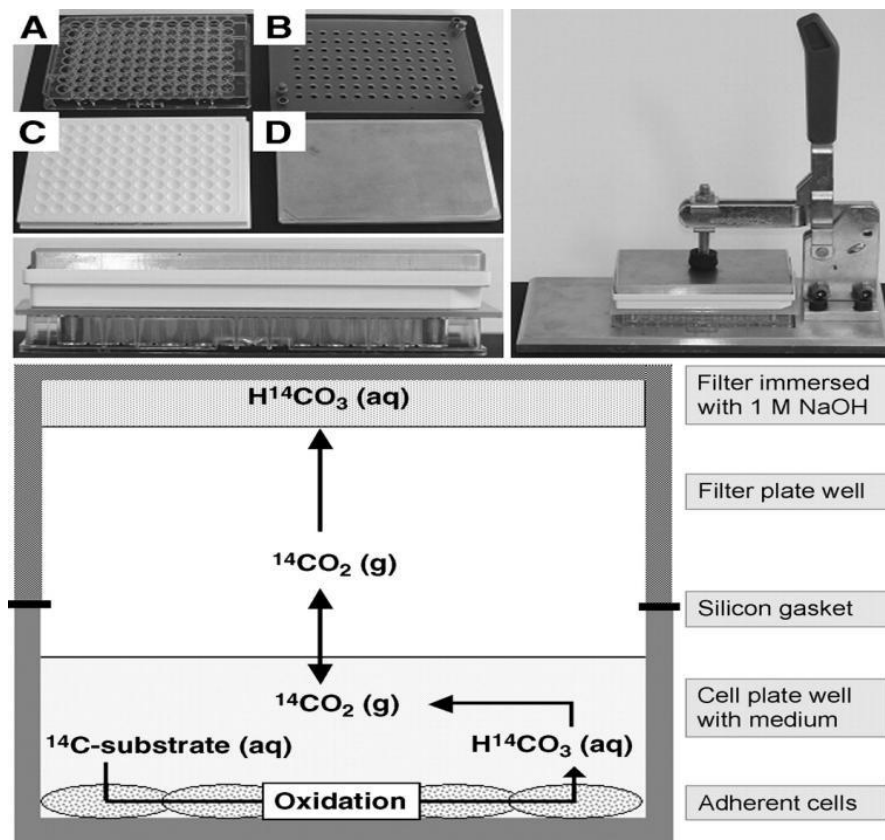 A
B
C
D
H¹⁴CO₃ (aq)
¹⁴CO₂ (g)
¹⁴CO₂ (g)
¹⁴C-substrate (aq)
H¹⁴CO₃ (aq)
Oxidation
Filter immersed
with 1 M NaOH
Filter plate well
Silicon gasket
Cell plate well
with medium
Adherent cells